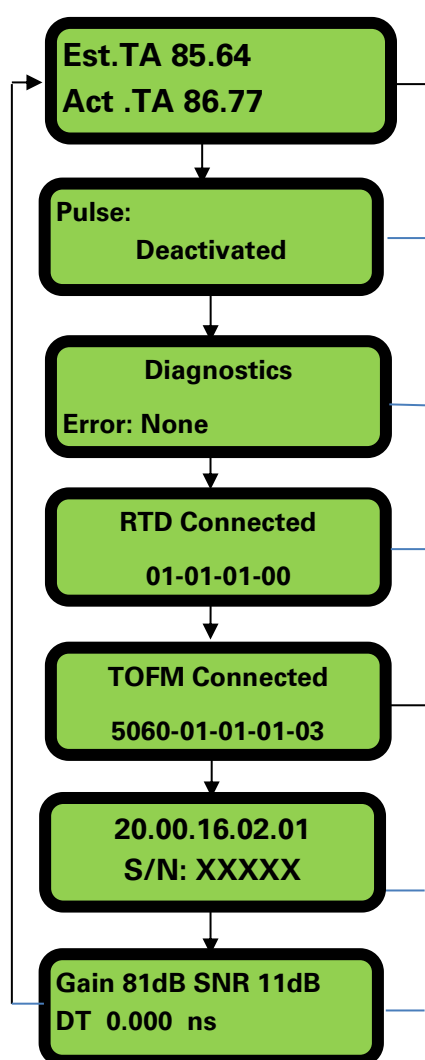 Est.TA 85.64
Act .TA 86.77
Pulse:
Deactivated
Diagnostics
Error: None
RTD Connected
01-01-01-00
TOFM Connected
5060-01-01-01-03
20.00.16.02.01
S/N: XXXXX
Gain 81dB SNR 11dB
DT 0.000 ns